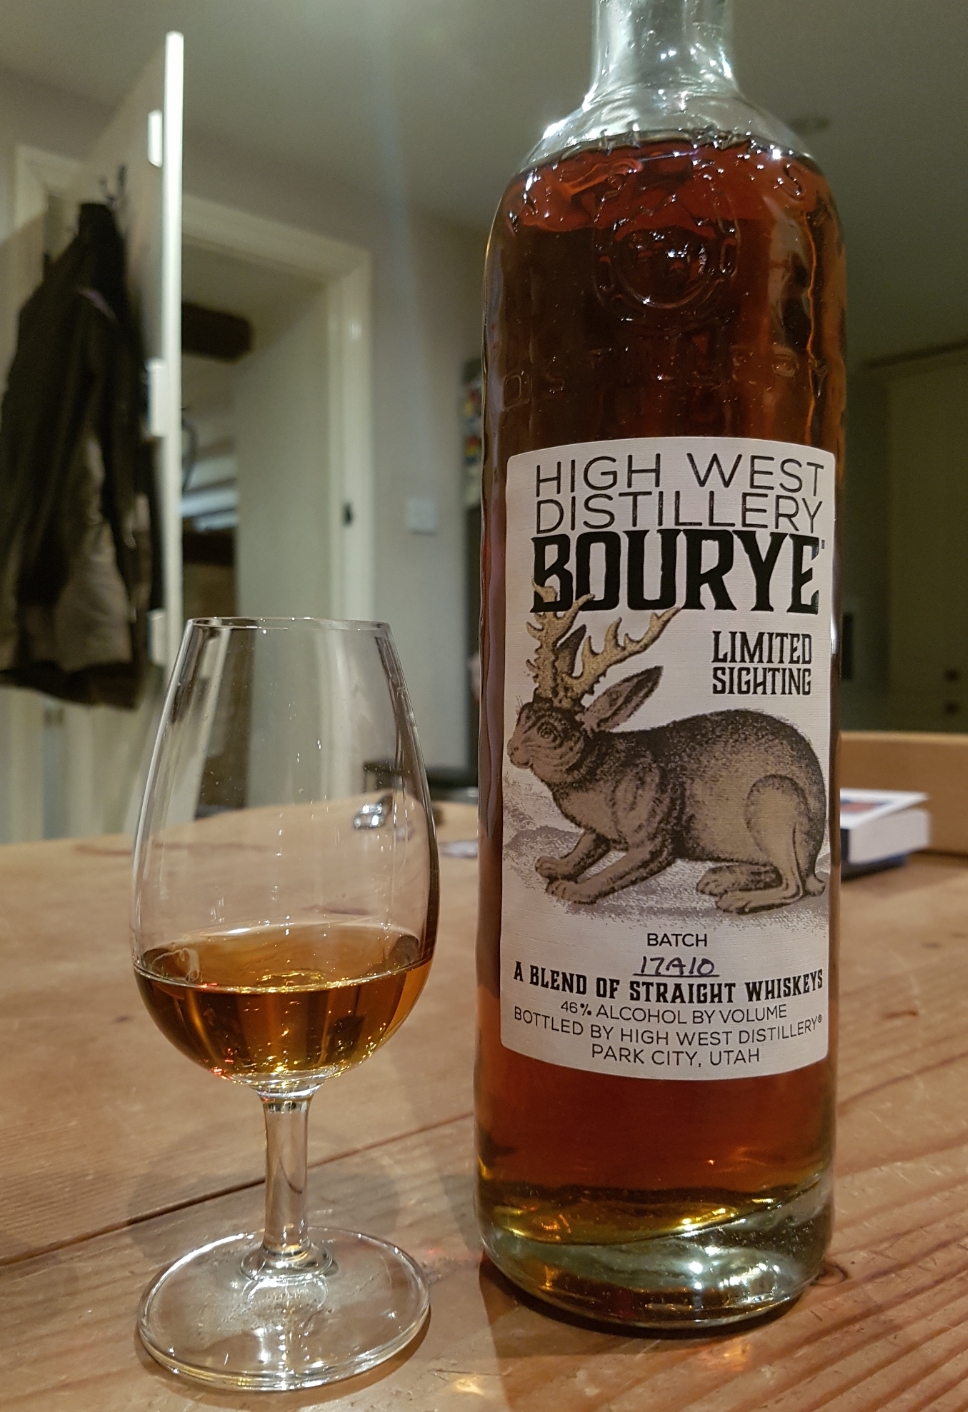 HIGH WEST
DISTILLERY
BOURYE®
LIMITED
SIGHTING
BATCH
17A10
A BLEND OF STRAIGHT WHISKEYS
46% ALCOHOL BY VOLUME
BOTTLED BY HIGH WEST DISTILLERY®
PARK CITY, UTAH